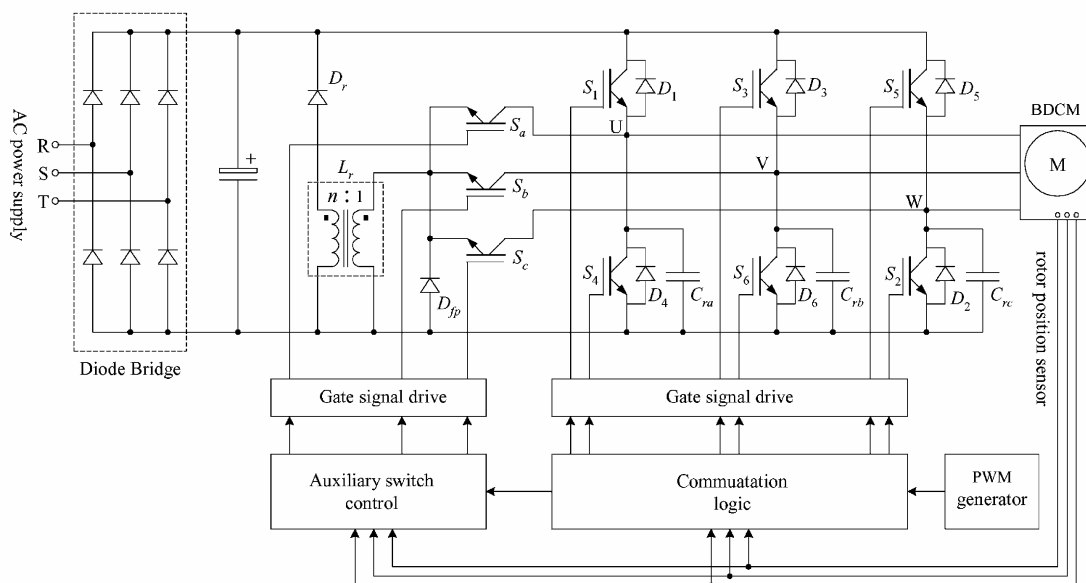 AC power supply
R
S
T
Diode Bridge
+
D_r
L_r
n : 1
D_fp
S_a
S_b
S_c
S_1
D_1
S_3
D_3
S_5
D_5
U
V
W
S_4
D_4
C_ra
S_6
D_6
C_rb
S_2
D_2
C_rc
BDCM
M
rotor position sensor
Gate signal drive
Gate signal drive
Auxiliary switch
control
Commuatation
logic
PWM
generator